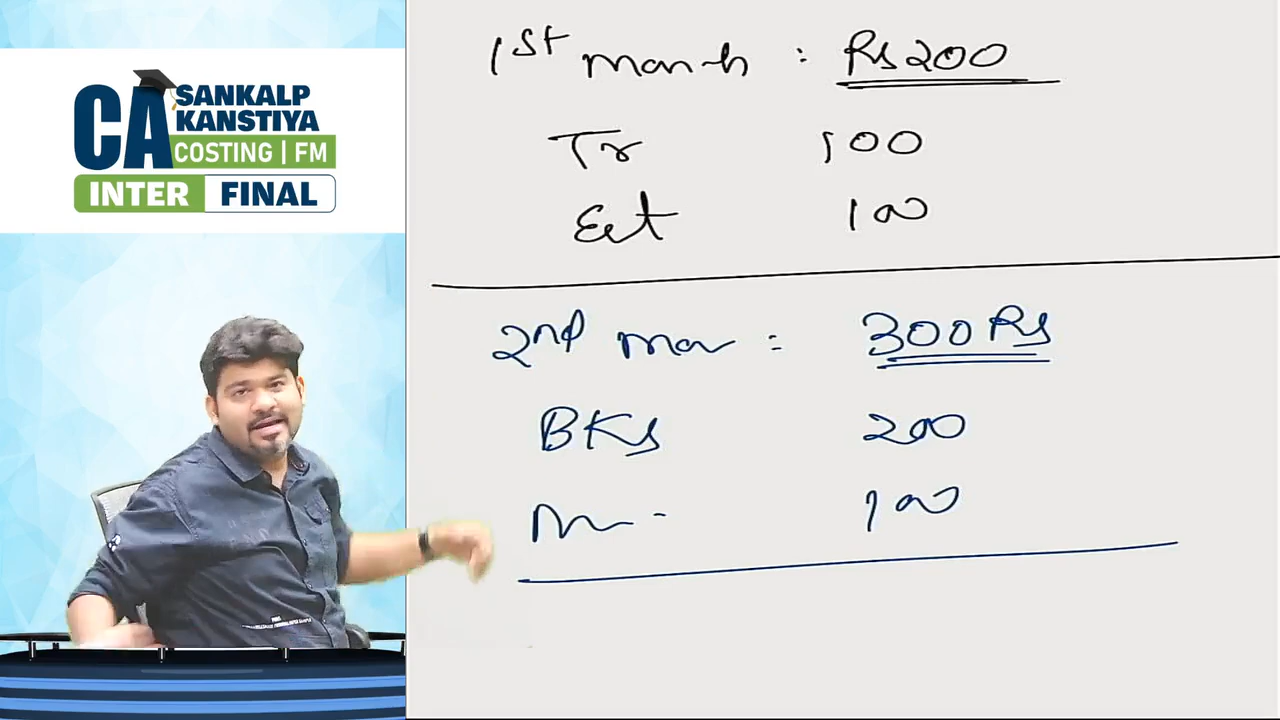 CA SANKALP KANSTIYA
COSTING | FM
INTER FINAL
1st month : Rs 200
Tr 100
100
2nd mon : 300 Rs
BKs 200
100